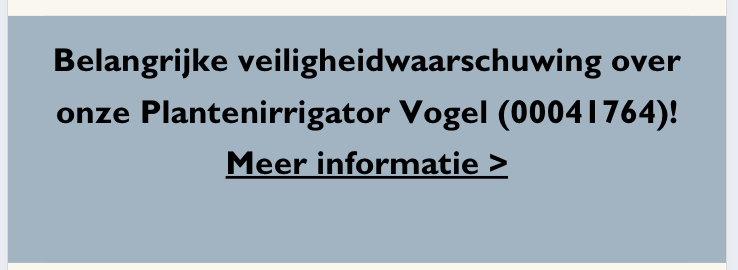 Belangrijke veiligheidwaarschuwing over
onze Plantenirrigator Vogel (00041764)!
Meer informatie >